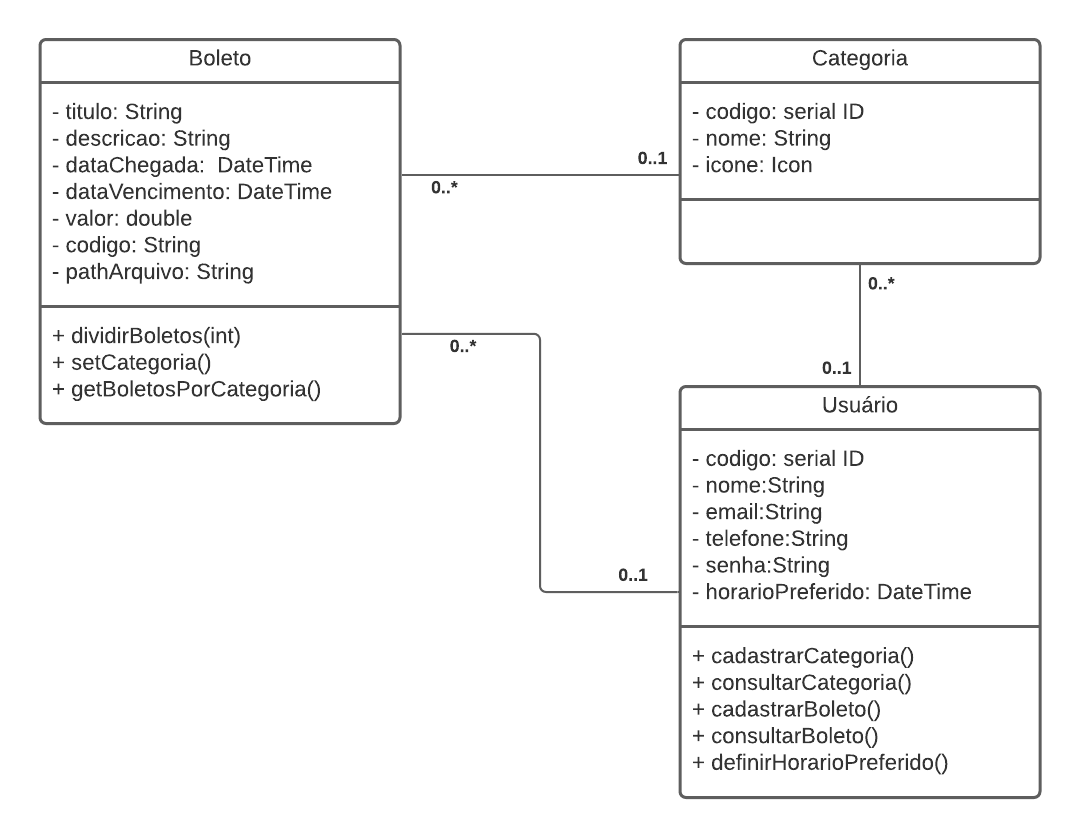 Boleto
- titulo: String
- descricao: String
- dataChegada:  DateTime
- dataVencimento: DateTime
- valor: double
- codigo: String
- pathArquivo: String
+ dividirBoletos(int)
+ setCategoria()
+ getBoletosPorCategoria()
0..*
0..1
Categoria
- codigo: serial ID
- nome: String
- icone: Icon
0..*
0..1
0..*
0..1
Usuário
- codigo: serial ID
- nome:String
- email:String
- telefone:String
- senha:String
- horarioPreferido: DateTime
+ cadastrarCategoria()
+ consultarCategoria()
+ cadastrarBoleto()
+ consultarBoleto()
+ definirHorarioPreferido()